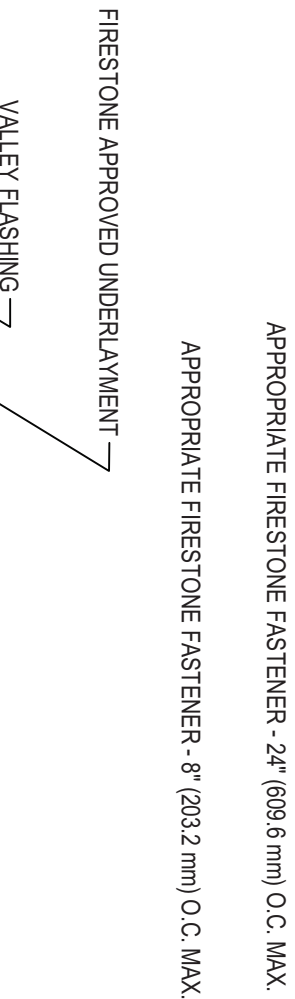 APPROPRIATE FIRESTONE FASTENER - 24" (609.6 mm) O.C. MAX.
APPROPRIATE FIRESTONE FASTENER - 8" (203.2 mm) O.C. MAX.
FIRESTONE APPROVED UNDERLAYMENT
VALLEY FLASHING